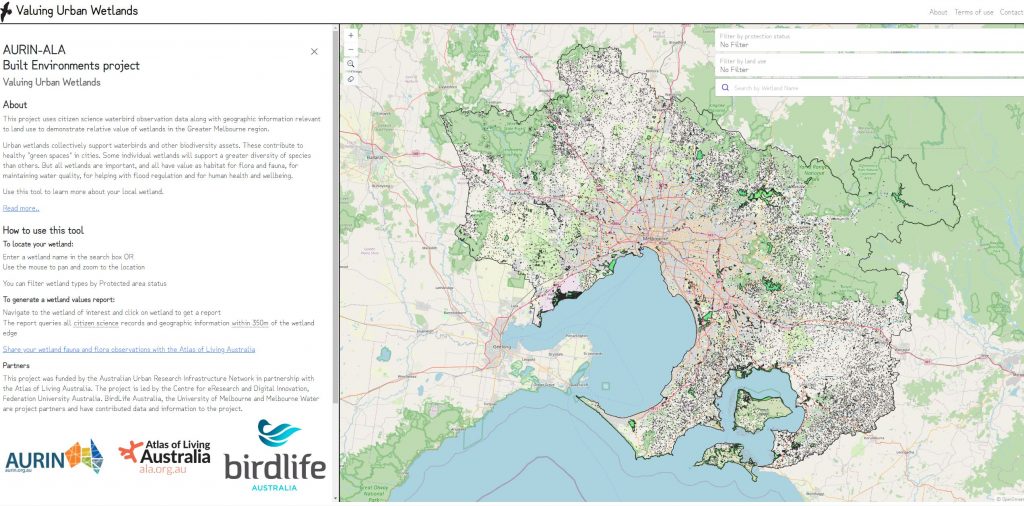 Valuing Urban Wetlands
About
Terms of use
Contact
AURIN-ALA
Built Environments project
Valuing Urban Wetlands
About
This project uses citizen science waterbird observation data along with geographic information relevant
to land use to demonstrate relative value of wetlands in the Greater Melbourne region.
Urban wetlands collectively support waterbirds and other biodiversity assets. These contribute to
healthy 'green spaces' in cities. Some individual wetlands will support a greater diversity of species
than others. But all wetlands are important, and all have value as habitat for flora and fauna, for
maintaining water quality, for helping with flood regulation and for human health and wellbeing.
Use this tool to learn more about your local wetland.
Read more..
How to use this tool
To locate your wetland:
Enter a wetland name in the search box OR
Use the mouse to pan and zoom to the location
You can filter wetland types by Protected area status
To generate a wetland values report:
Navigate to the wetland of interest and click on wetland to get a report
The report queries all citizen science records and geographic information within 350m of the wetland
edge
Share your wetland fauna and flora observations with the Atlas of Living Australia
Partners
This project was funded by the Australian Urban Research Infrastructure Network in partnership with
the Atlas of Living Australia. The project is led by the Centre for eResearch and Digital Innovation,
Federation University Australia. BirdLife Australia, the University of Melbourne and Melbourne Water
are project partners and have contributed data and information to the project.
AURIN
aurin.org.au
Atlas of Living
Australia
ala.org.au
birdlife
AUSTRALIA
Filter by protection status
No Filter
Filter by land use
No Filter
Search by Wetland Name
Ballarat
Melbourne
Geelong
Great Otway
National
Park